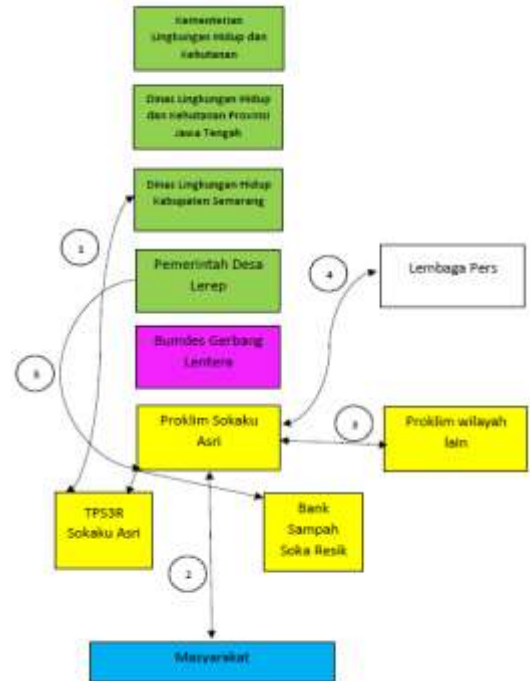 Kementerian
Lingkungan Hidup dan
Kehutanan
Dinas Lingkungan Hidup
dan Kehutanan Provinsi
Jawa Tengah
Dinas Lingkungan Hidup
Kabupaten Semarang
1
Pemerintah Desa
Lerep
4
Lembaga Pers
Bumdes Gerbang
Lentera
Proklim Sokaku
Asri
3
Proklim wilayah
lain
TPS3R
Sokaku Asri
Bank
Sampah
Soka Resik
2
Masyarakat